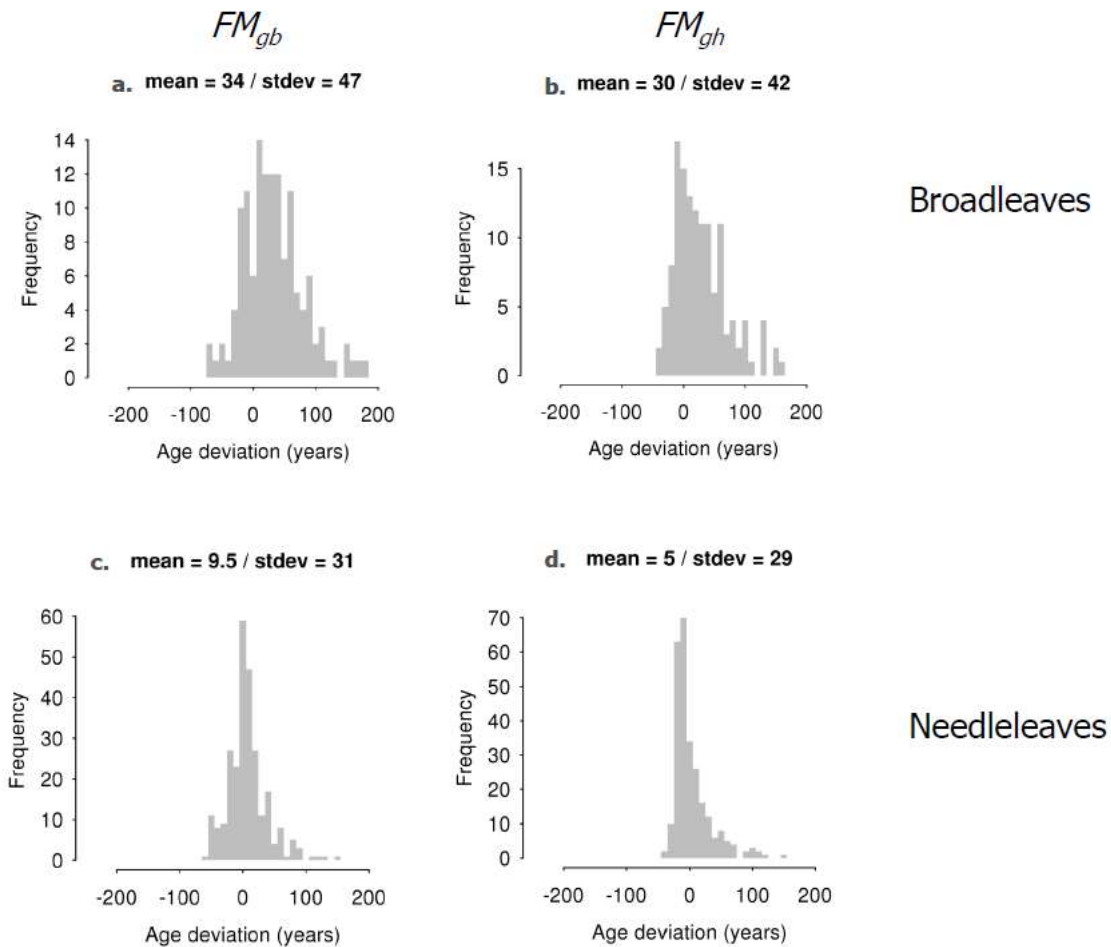 FMgb
FMgh
a. mean = 34 / stdev = 47
b. mean = 30 / stdev = 42
Broadleaves
14
12
10
8
6
4
2
0
Frequency
-200 -100 0 100 200
Age deviation (years)
15
10
5
0
Frequency
-200 -100 0 100 200
Age deviation (years)
c. mean = 9.5 / stdev = 31
d. mean = 5 / stdev = 29
Needleleaves
60
50
40
30
20
10
0
Frequency
-200 -100 0 100 200
Age deviation (years)
70
60
50
40
30
20
10
0
Frequency
-200 -100 0 100 200
Age deviation (years)